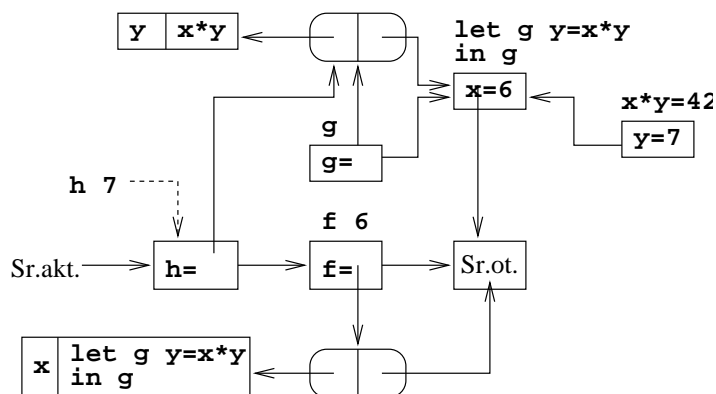 let g y=x*y
in g
y x*y
x=6
x*y=42
y=7
g
g=
h 7
f 6
Sr.akt.
h=
f=
Sr.ot.
x
let g y=x*y
in g